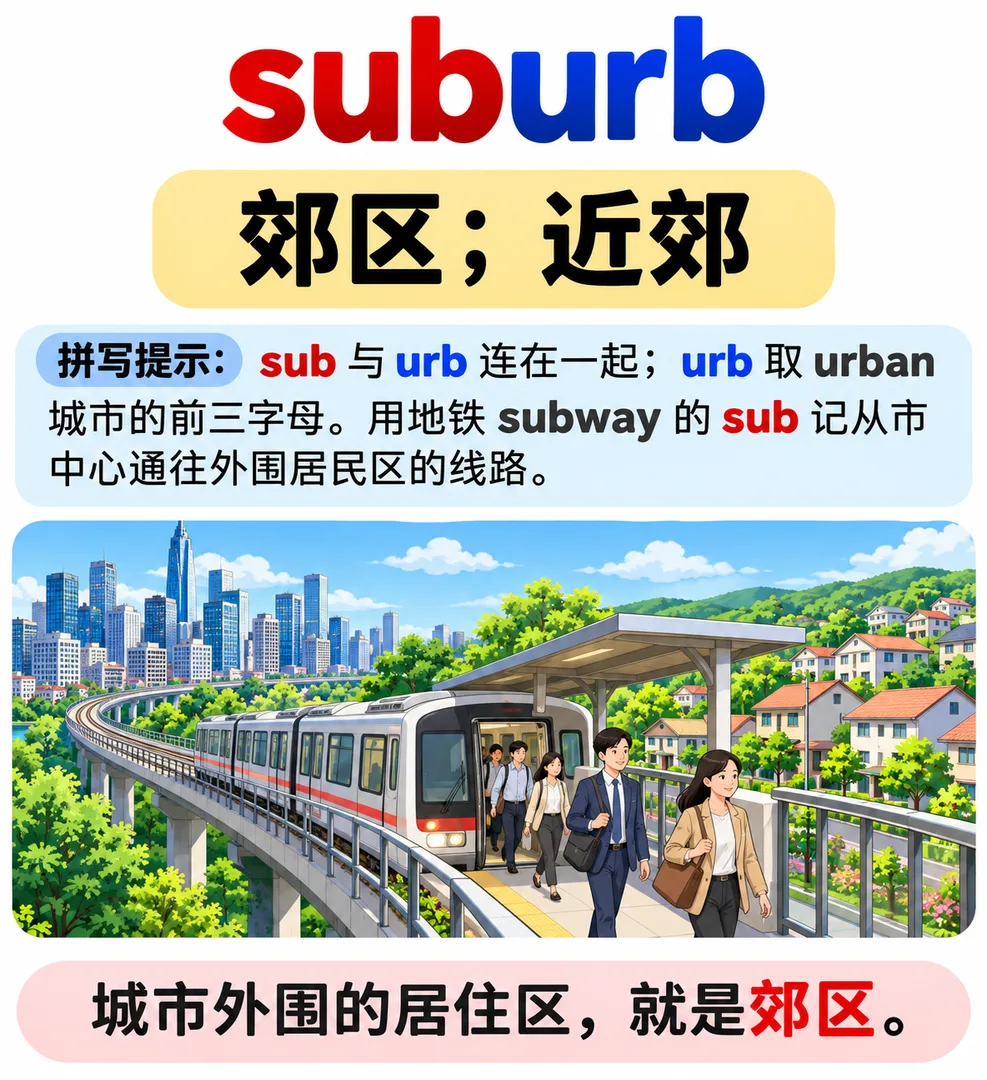 suburb
郊区；近郊
拼写提示： sub 与 urb 连在一起；urb 取 urban
城市的前三字母。用地铁 subway 的 sub 记从市
中心通往外围居民区的线路。
城市外围的居住区，就是郊区。